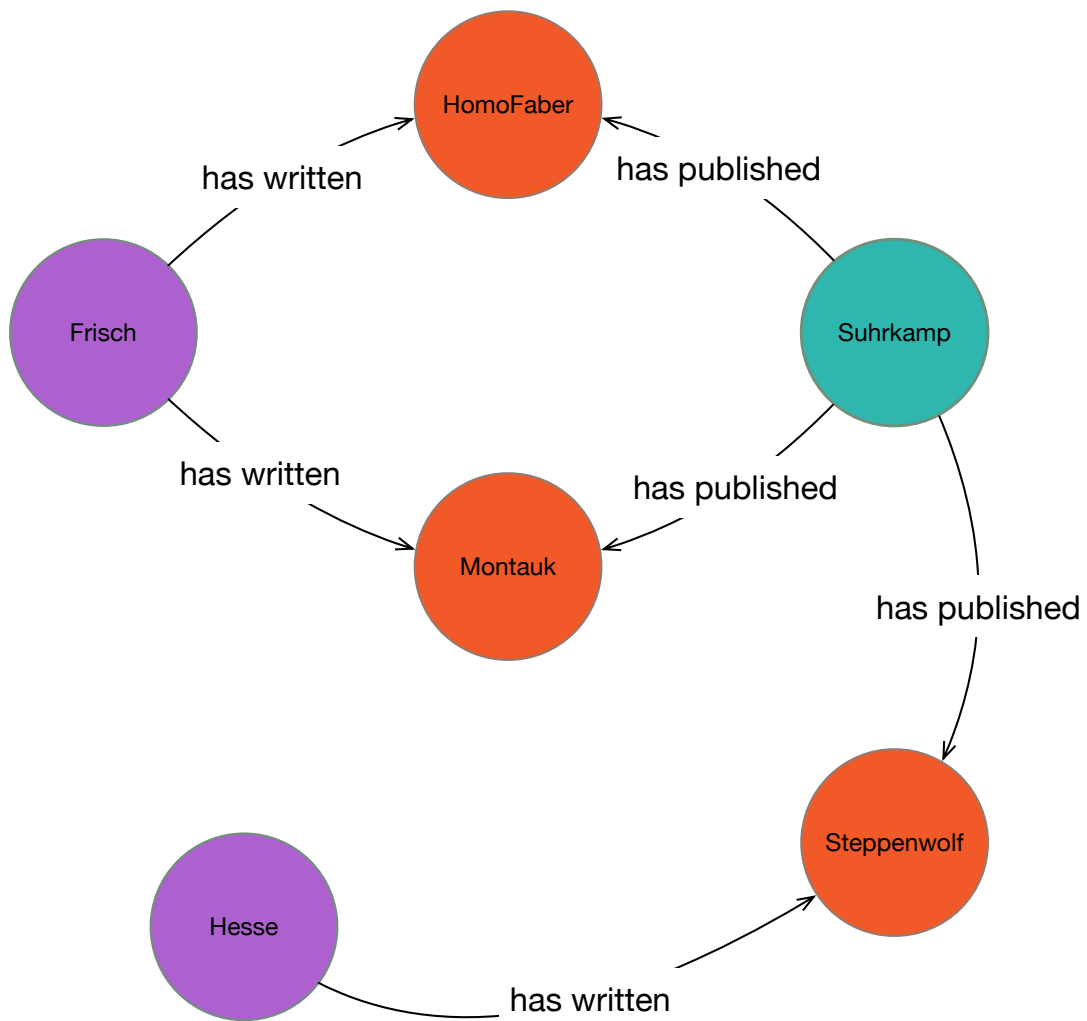 HomoFaber
has published
has written
Frisch
Suhrkamp
has written
has published
Montauk
has published
Steppenwolf
Hesse
has written